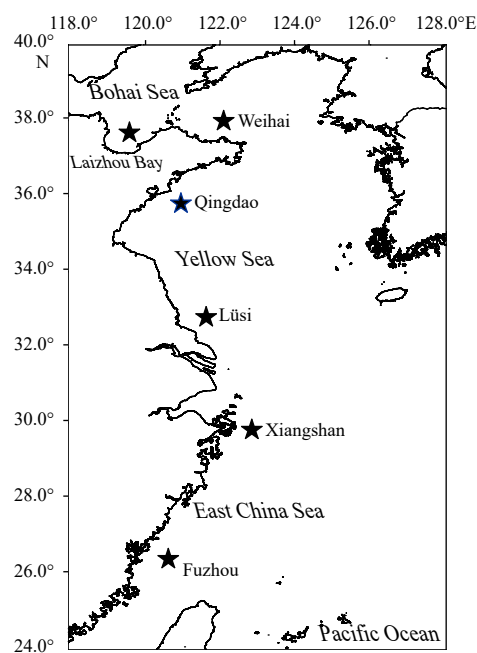 118.0° 120.0° 122.0° 124.0° 126.0° 128.0°E
40.0°
N
Bohai Sea
38.0°
Weihai
Laizhou Bay
36.0°
Qingdao
Yellow Sea
34.0°
Lüsi
32.0°
30.0°
Xiangshan
28.0°
East China Sea
26.0°
Fuzhou
Pacific Ocean
24.0°